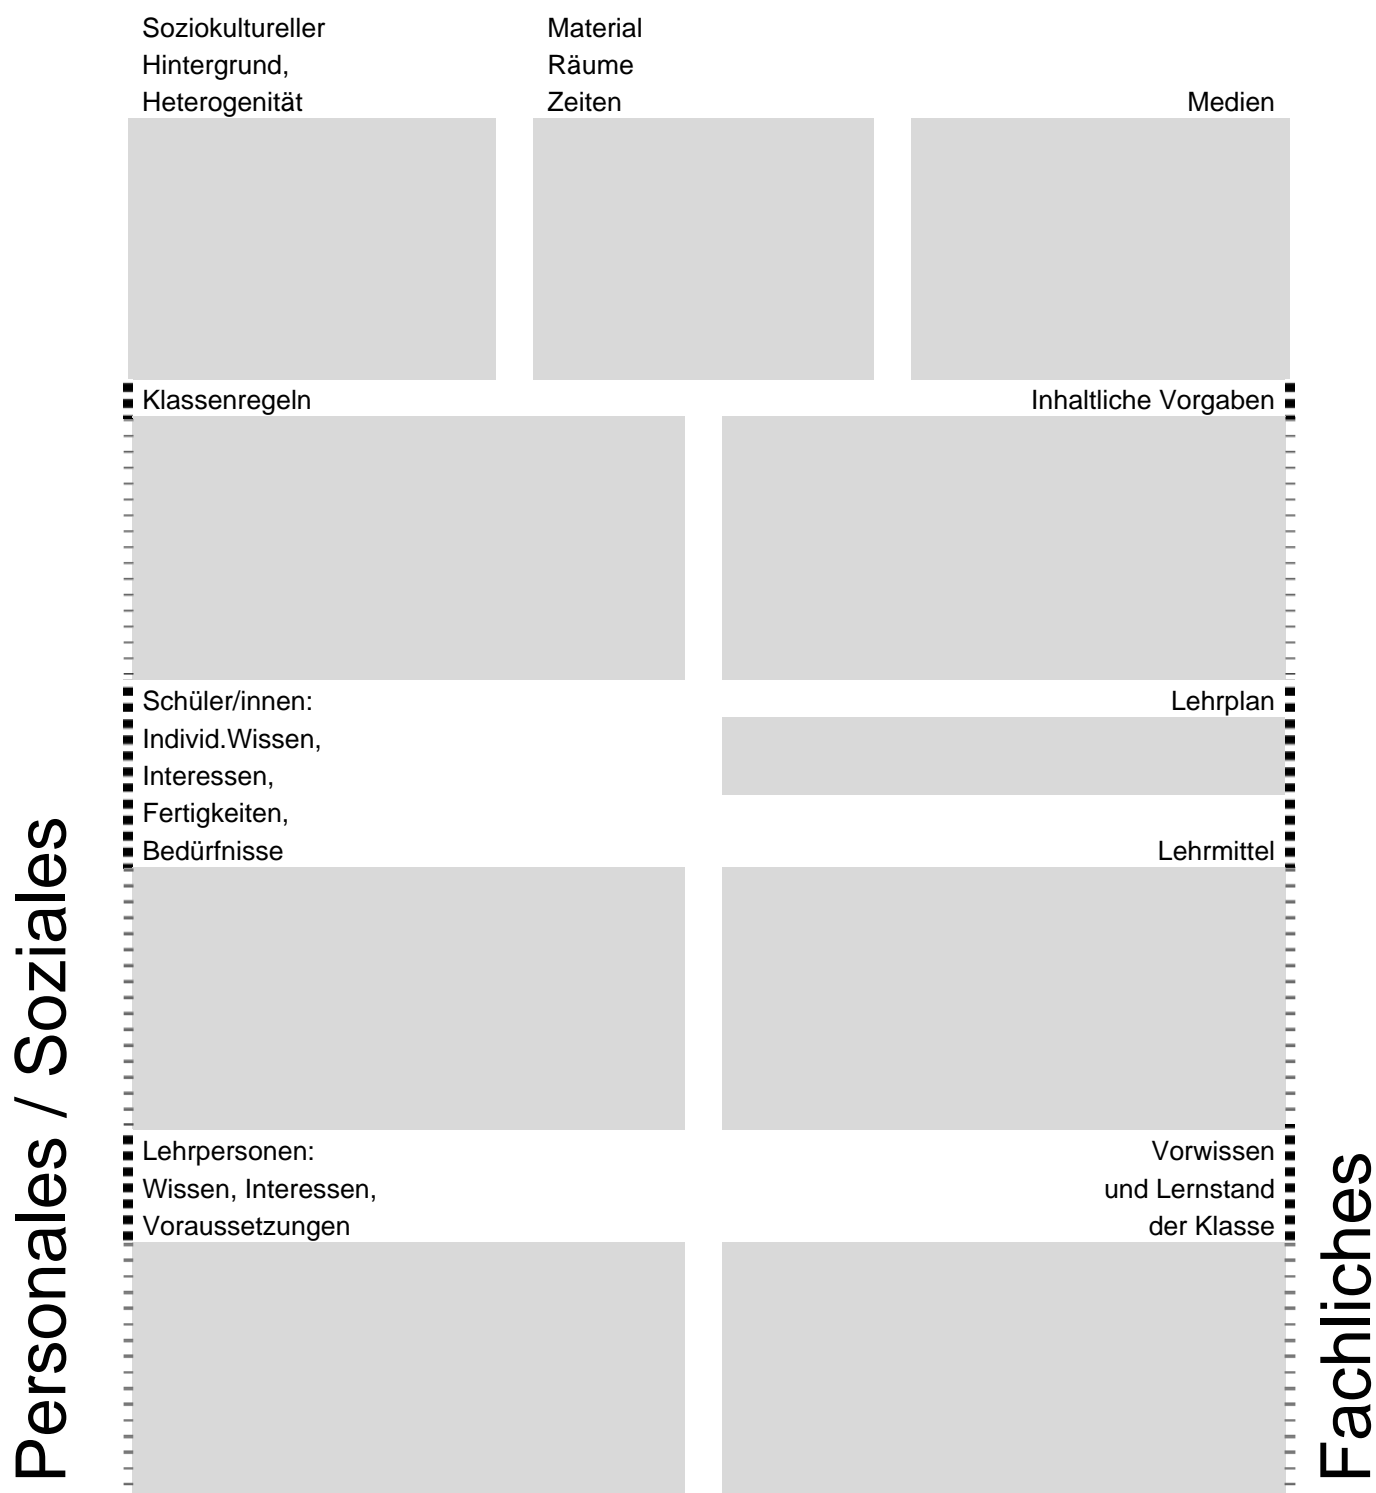 Soziokultureller
Hintergrund,
Heterogenität
Material
Räume
Zeiten
Medien
Klassenregeln
Inhaltliche Vorgaben
Schüler/innen:
Individ.Wissen,
Interessen,
Fertigkeiten,
Bedürfnisse
Lehrplan
Lehrmittel
Lehrpersonen:
Wissen, Interessen,
Voraussetzungen
Vorwissen
und Lernstand
der Klasse
Personales / Soziales
Fachliches